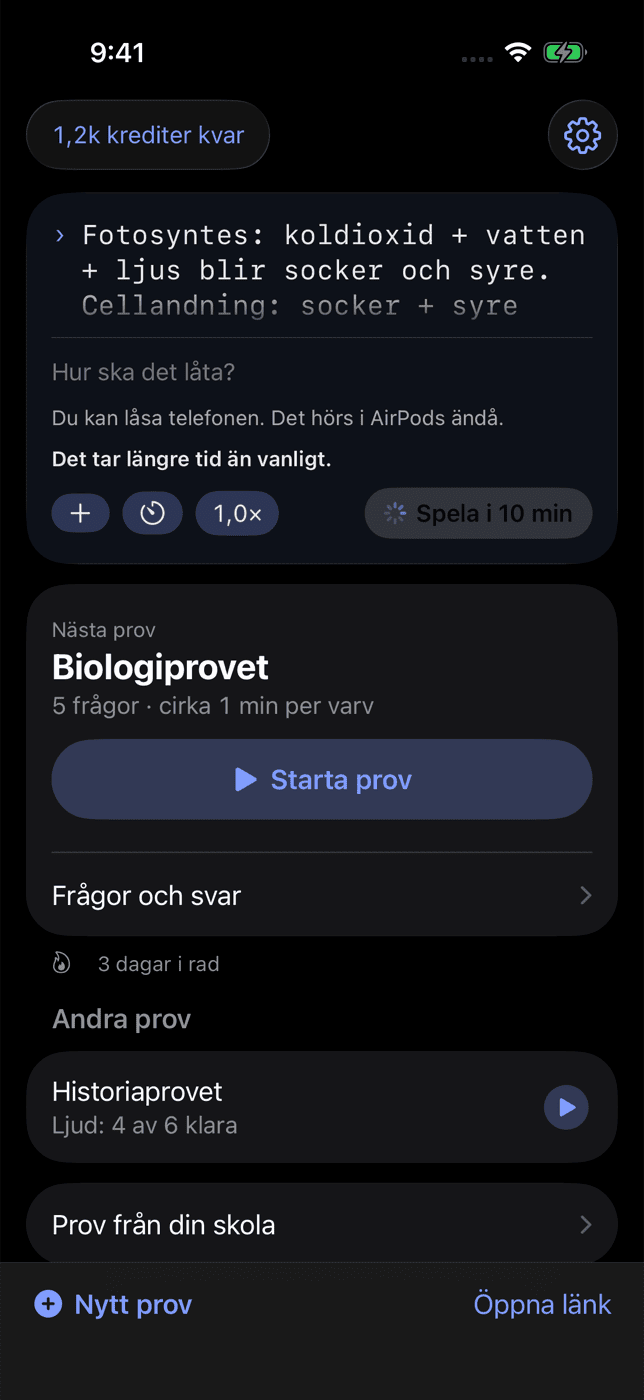 9:41
1,2k krediter kvar
› Fotosyntes: koldioxid + vatten
+ ljus blir socker och syre.
Cellandning: socker + syre
Hur ska det låta?
Du kan låsa telefonen. Det hörs i AirPods ändå.
Det tar längre tid än vanligt.
1,0×
Spela i 10 min
Nästa prov
Biologiprovet
5 frågor · cirka 1 min per varv
Starta prov
Frågor och svar
3 dagar i rad
Andra prov
Historiaprovet
Ljud: 4 av 6 klara
Prov från din skola
Nytt prov
Öppna länk